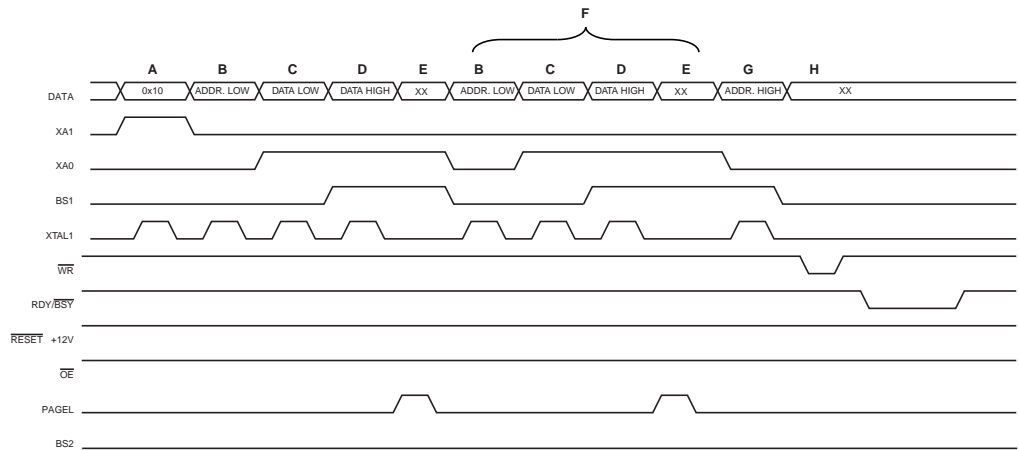 F
A B C D E B C D E G H
DATA 0x10 ADDR. LOW DATA LOW DATA HIGH XX ADDR. LOW DATA LOW DATA HIGH XX ADDR. HIGH XX
XA1
XA0
BS1
XTAL1
WR
RDY/BSY
RESET +12V
OE
PAGEL
BS2